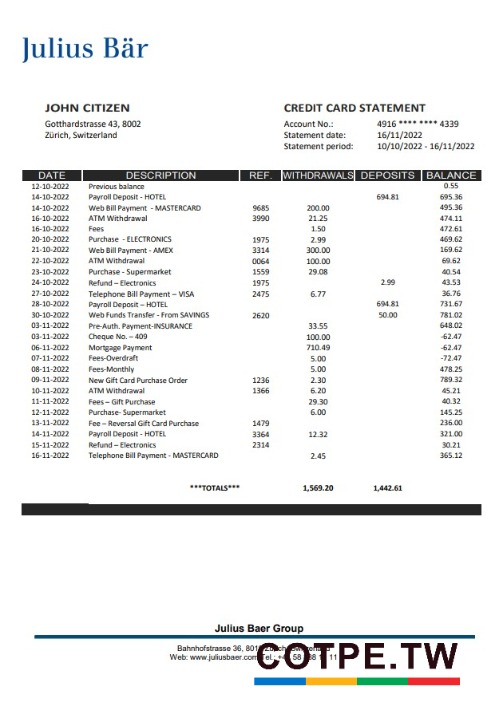 Julius Bär
JOHN CITIZEN CREDIT CARD STATEMENT
Gotthardstrasse 43, 8002 Account No.: 4916 **** **** 4339
Zürich, Switzerland Statement date: 16/11/2022
Statement period: 10/10/2022 - 16/11/2022
DATE DESCRIPTION REF. WITHDRAWALS DEPOSITS BALANCE
12-10-2022 Previous balance 0.55
14-10-2022 Payroll Deposit - HOTEL 694.81 695.36
14-10-2022 Web Bill Payment - MASTERCARD 9685 200.00 495.36
16-10-2022 ATM Withdrawal 3990 21.25 474.11
16-10-2022 Fees 1.50 472.61
20-10-2022 Purchase - ELECTRONICS 1975 2.99 469.62
21-10-2022 Web Bill Payment - AMEX 3314 300.00 169.62
22-10-2022 ATM Withdrawal 0064 100.00 69.62
23-10-2022 Purchase - Supermarket 1559 29.08 40.54
24-10-2022 Refund – Electronics 1975 2.99 43.53
27-10-2022 Telephone Bill Payment – VISA 2475 6.77 36.76
28-10-2022 Payroll Deposit – HOTEL 694.81 731.67
30-10-2022 Web Funds Transfer - From SAVINGS 2620 50.00 781.02
03-11-2022 Pre-Auth. Payment-INSURANCE 33.55 648.02
03-11-2022 Cheque No. – 409 100.00 -62.47
06-11-2022 Mortgage Payment 710.49 -62.47
07-11-2022 Fees-Overdraft 5.00 -72.47
08-11-2022 Fees-Monthly 5.00 478.25
09-11-2022 New Gift Card Purchase Order 1236 2.30 789.32
10-11-2022 ATM Withdrawal 1366 6.20 45.21
11-11-2022 Fees – Gift Purchase 29.30 40.32
12-11-2022 Purchase- Supermarket 6.00 145.25
13-11-2022 Fee – Reversal Gift Card Purchase 1479 236.00
14-11-2022 Payroll Deposit - HOTEL 3364 12.32 321.00
15-11-2022 Refund – Electronics 2314 30.21
16-11-2022 Telephone Bill Payment - MASTERCARD 2.45 365.12
***TOTALS*** 1,569.20 1,442.61
Julius Baer Group
Bahnhofstrasse 36,
Web: www.juliusbaer.com
COTPE.TW